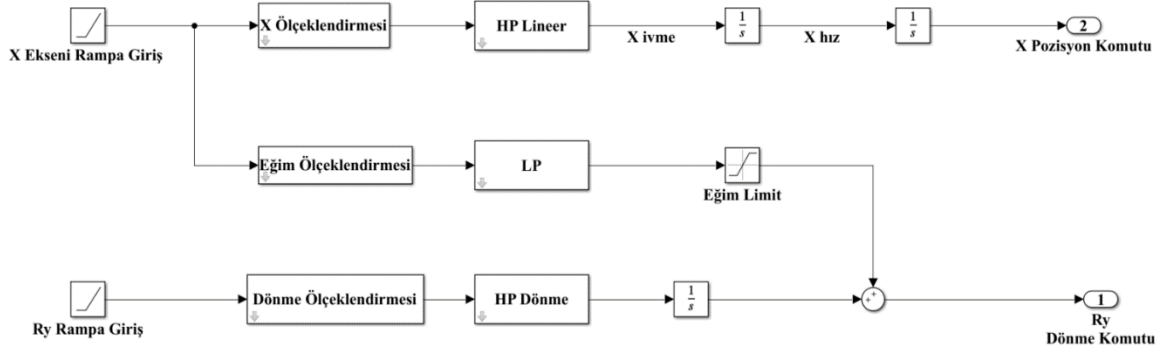 X Ekseni Rampa Giriş
X Ölçeklendirmesi
HP Lineer
X ivme
1
s
X hız
1
s
2
X Pozisyon Komutu
Eğim Ölçeklendirmesi
LP
Eğim Limit
Ry Rampa Giriş
Dönme Ölçeklendirmesi
HP Dönme
1
s
+
+
1
Ry
Dönme Komutu